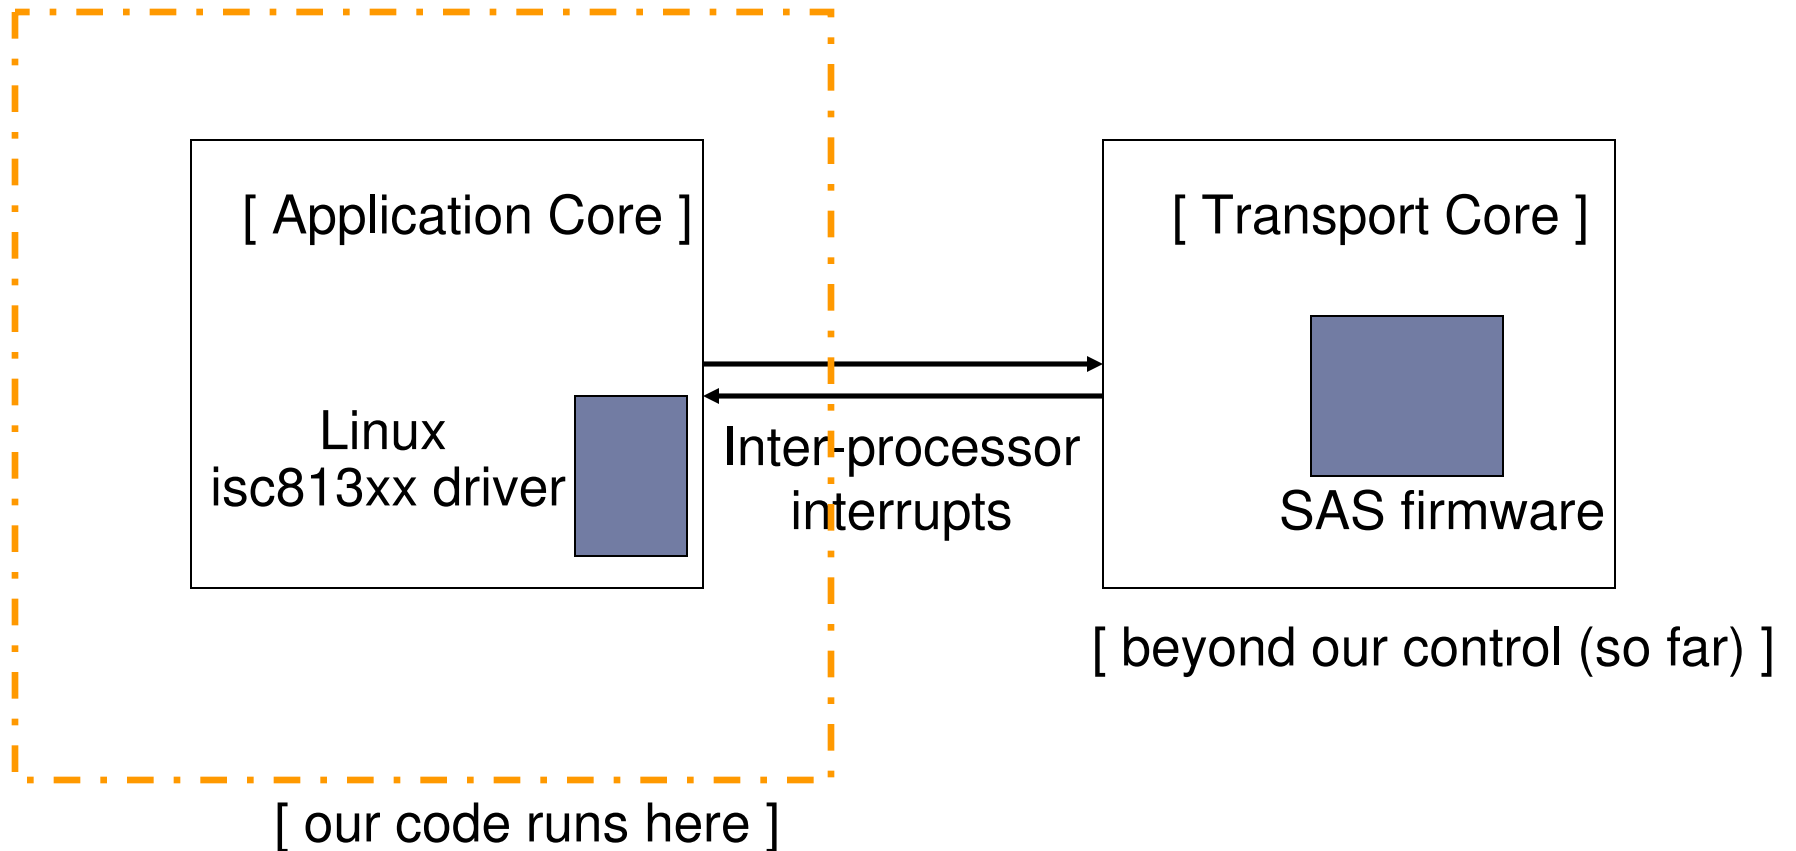 [ Application Core ]
Linux
isc813xx driver
Inter-processor
interrupts
[ Transport Core ]
SAS firmware
[ beyond our control (so far) ]
[ our code runs here ]